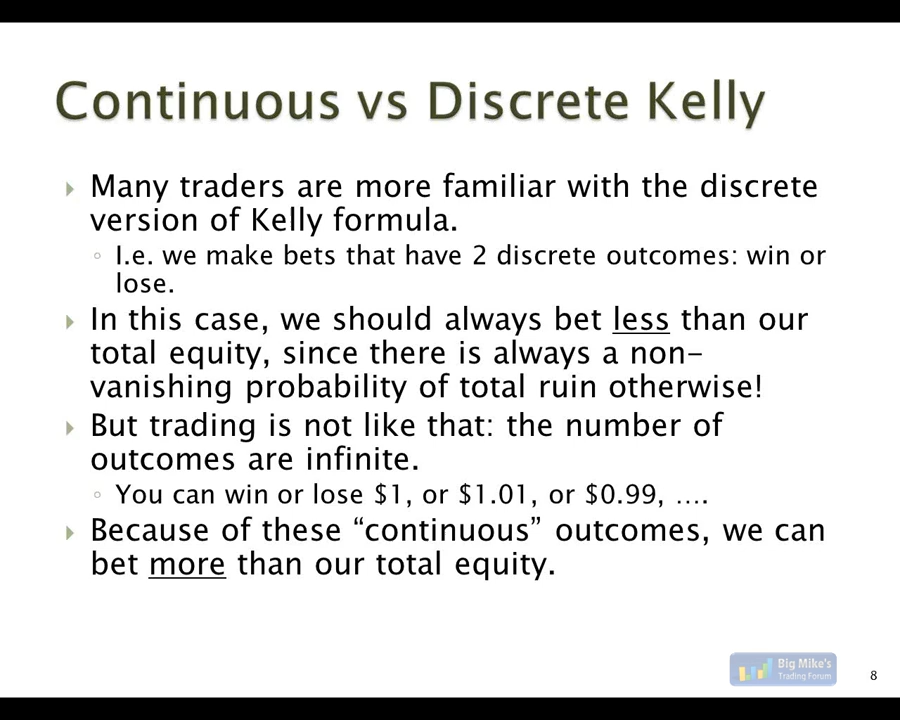 Continuous vs Discrete Kelly
Many traders are more familiar with the discrete
version of Kelly formula.
I.e. we make bets that have 2 discrete outcomes: win or
lose.
In this case, we should always bet less than our
total equity, since there is always a non-
vanishing probability of total ruin otherwise!
But trading is not like that: the number of
outcomes are infinite.
You can win or lose $1, or $1.01, or $0.99, ....
Because of these “continuous” outcomes, we can
bet more than our total equity.
Big Mike's
Trading Forum
8